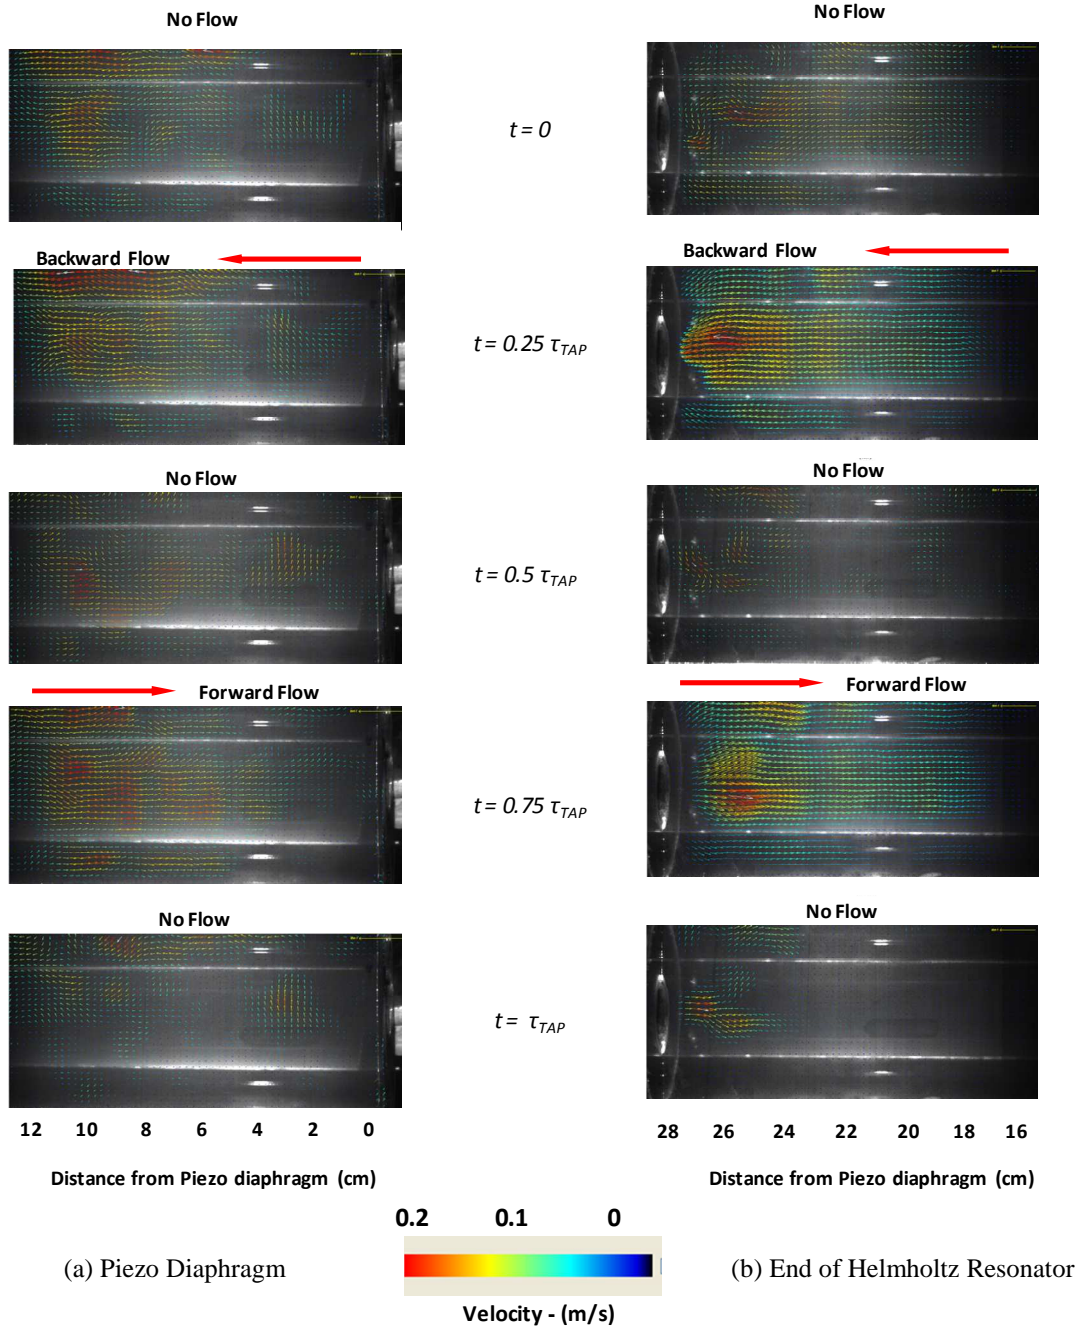 No Flow
No Flow
t = 0
Backward Flow
Backward Flow
t = 0.25 τTAP
No Flow
No Flow
t = 0.5 τTAP
Forward Flow
Forward Flow
t = 0.75 τTAP
No Flow
No Flow
t = τTAP
12 10 8 6 4 2 0
28 26 24 22 20 18 16
Distance from Piezo diaphragm (cm)
Distance from Piezo diaphragm (cm)
0.2 0.1 0
(a) Piezo Diaphragm
(b) End of Helmholtz Resonator
Velocity - (m/s)